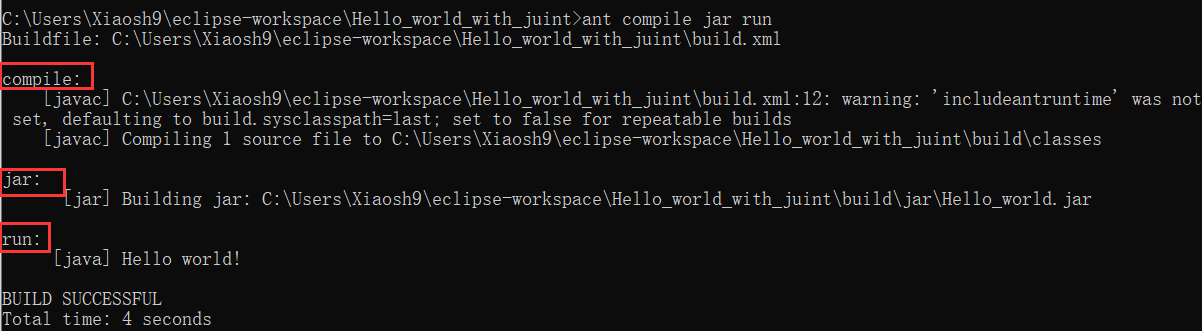 C:\Users\Xiaosh9\eclipse-workspace\Hello_world_with_juint>ant compile jar run
Buildfile: C:\Users\Xiaosh9\eclipse-workspace\Hello_world_with_juint\build.xml
compile:
[javac] C:\Users\Xiaosh9\eclipse-workspace\Hello_world_with_juint\build.xml:12: warning: 'includeantruntime' was not
set, defaulting to build.sysclasspath=last; set to false for repeatable builds
[javac] Compiling 1 source file to C:\Users\Xiaosh9\eclipse-workspace\Hello_world_with_juint\build\classes
jar:
[jar] Building jar: C:\Users\Xiaosh9\eclipse-workspace\Hello_world_with_juint\build\jar\Hello_world.jar
run:
[java] Hello world!
BUILD SUCCESSFUL
Total time: 4 seconds